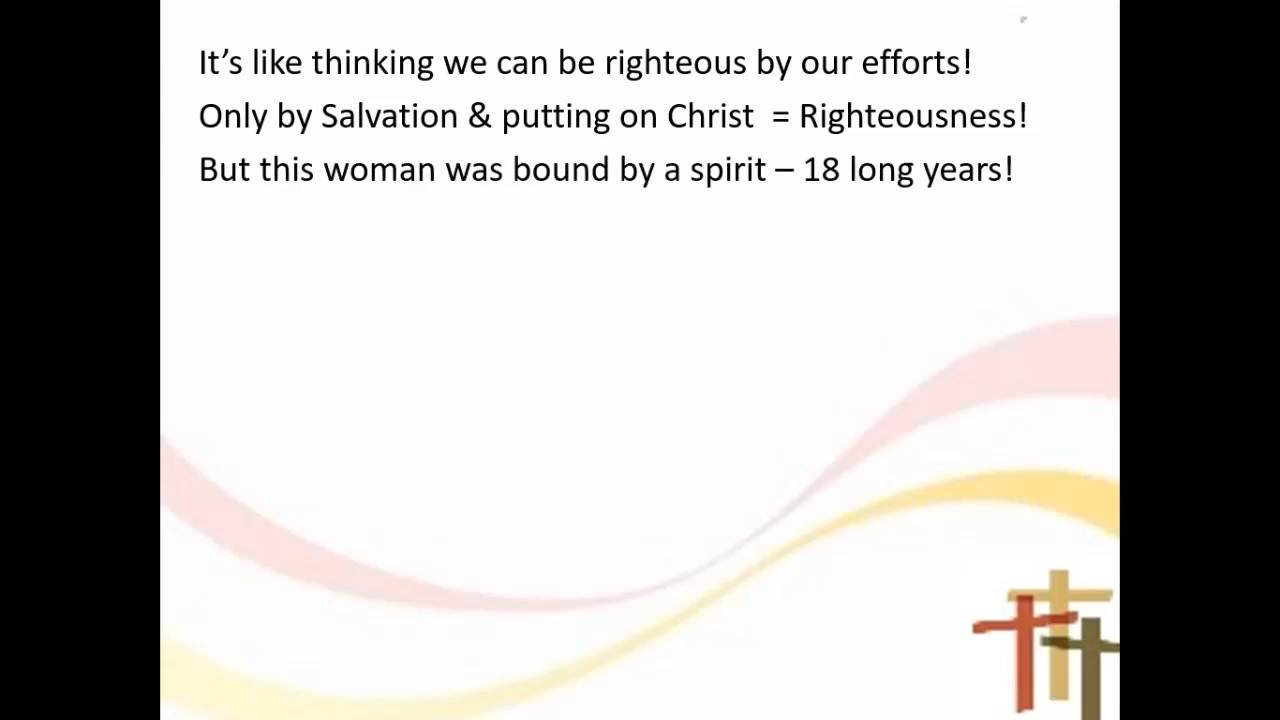 It’s like thinking we can be righteous by our efforts!
Only by Salvation & putting on Christ  = Righteousness!
But this woman was bound by a spirit – 18 long years!